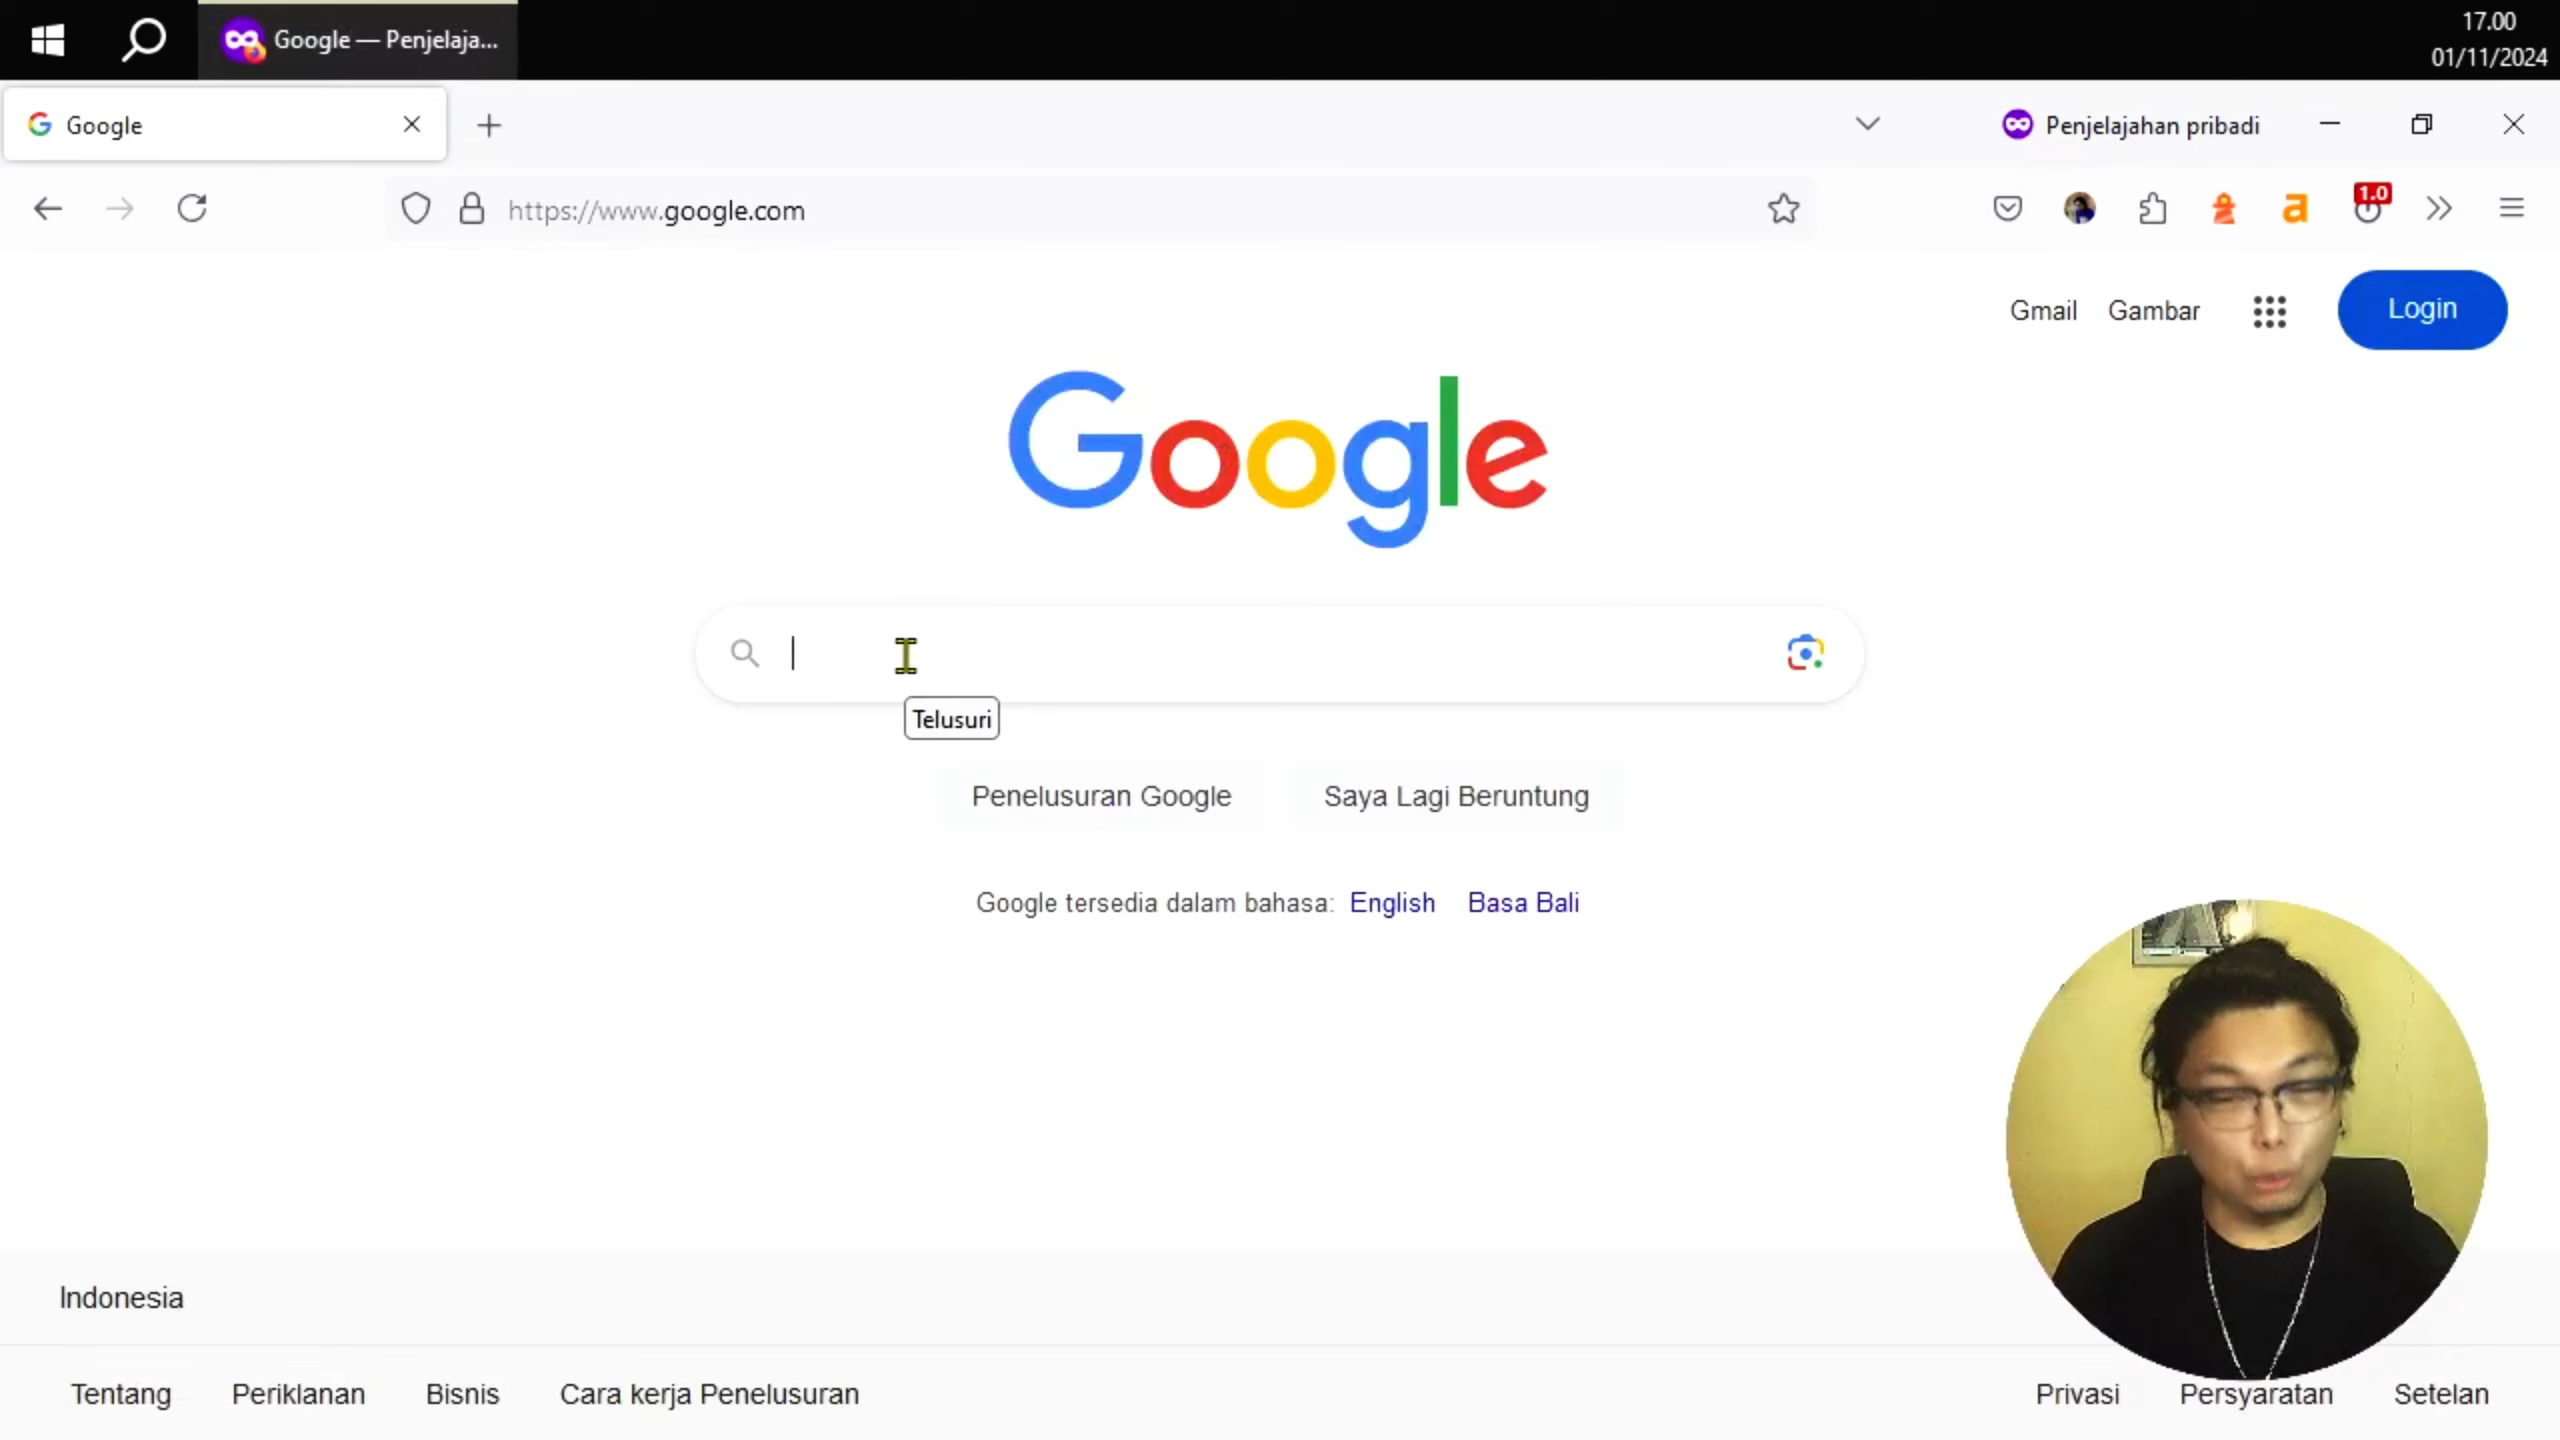 Google — Penjelaja...
17.00
01/11/2024
Google
Penjelajahan pribadi
https://www.google.com
1.0
Gmail Gambar Login
Google
Telusuri
Penelusuran Google Saya Lagi Beruntung
Google tersedia dalam bahasa: English Basa Bali
Indonesia
Tentang Periklanan Bisnis Cara kerja Penelusuran Privasi Persyaratan Setelan